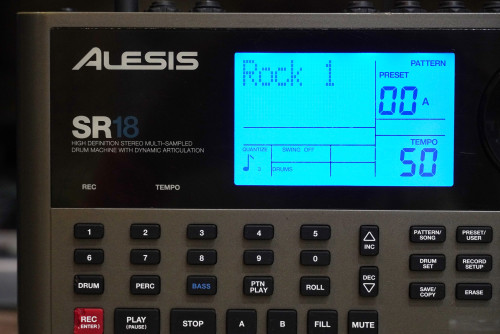 ALESIS
Rock 1
PATTERN
PRESET
00 A
SR18
HIGH DEFINITION STEREO MULTI-SAMPLED
DRUM MACHINE WITH DYNAMIC ARTICULATION
QUANTIZE
SWING OFF
TEMPO
50
DRUMS
REC
TEMPO
1
2
3
4
5
INC
PATTERN/
SONG
PRESET/
USER
6
7
8
9
0
DRUM
SET
RECORD
SETUP
DRUM
PERC
BASS
PTN
PLAY
ROLL
DEC
SAVE/
COPY
ERASE
REC
(ENTER)
PLAY
(PAUSE)
STOP
A
B
FILL
MUTE